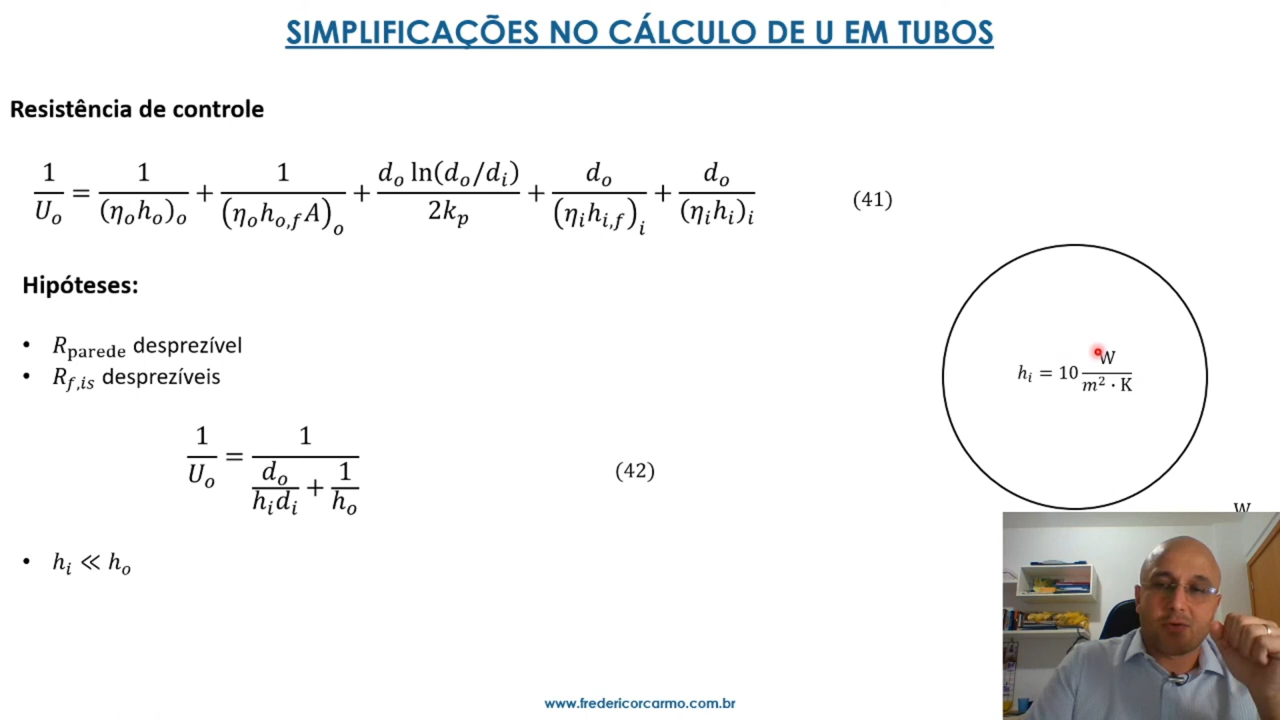 SIMPLIFICAÇÕES NO CÁLCULO DE U EM TUBOS
Resistência de controle
1/U_o = 1/(η_o h_o)_o + 1/(η_o h_{o,f} A)_o + d_o ln(d_o/d_i)/2k_p + d_o/(η_i h_{i,f})_i + d_o/(η_i h_i)_i (41)
Hipóteses:
• R_parede desprezível
• R_{f,is} desprezíveis
h_i = 10 W/m² · K
1/U_o = 1/(d_o/h_i d_i + 1/h_o) (42)
W
• h_i ≪ h_o
www.fredericorcarmo.com.br